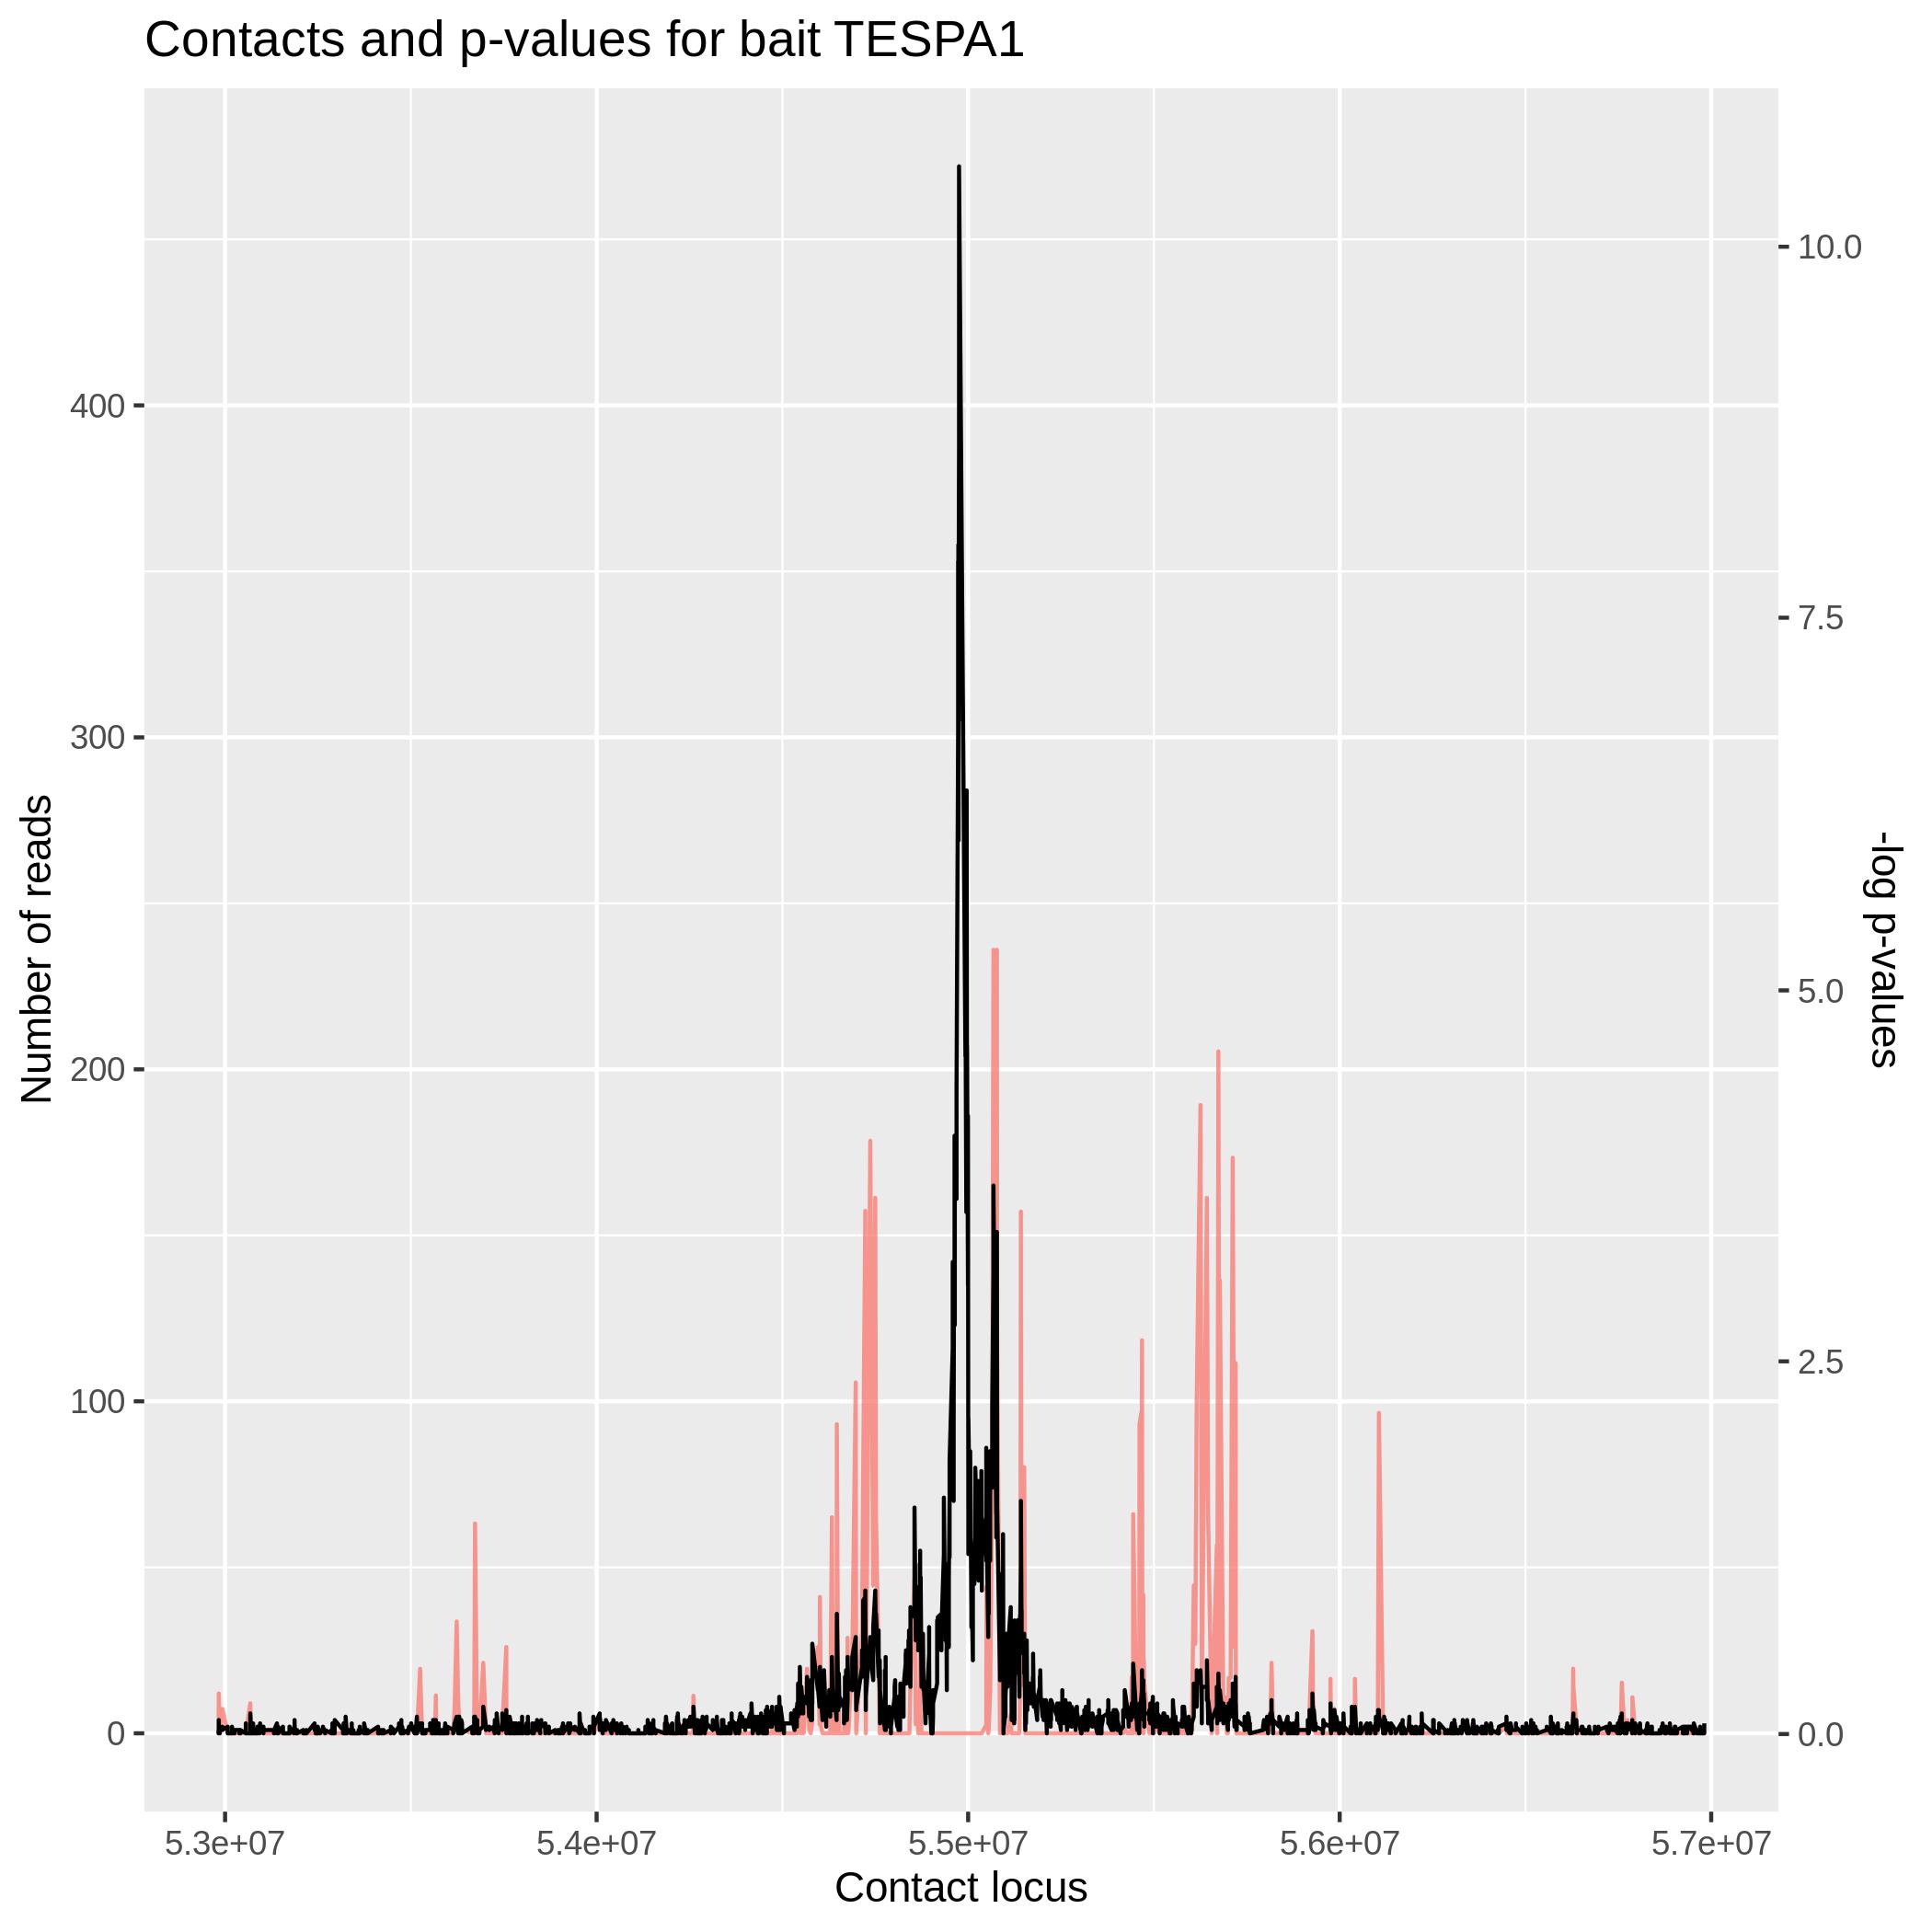 Contacts and p-values for bait TESPA1
Number of reads
400
300
200
100
0
10.0
7.5
5.0
2.5
0.0
-log p-values
5.3e+07 5.4e+07 5.5e+07 5.6e+07 5.7e+07
Contact locus